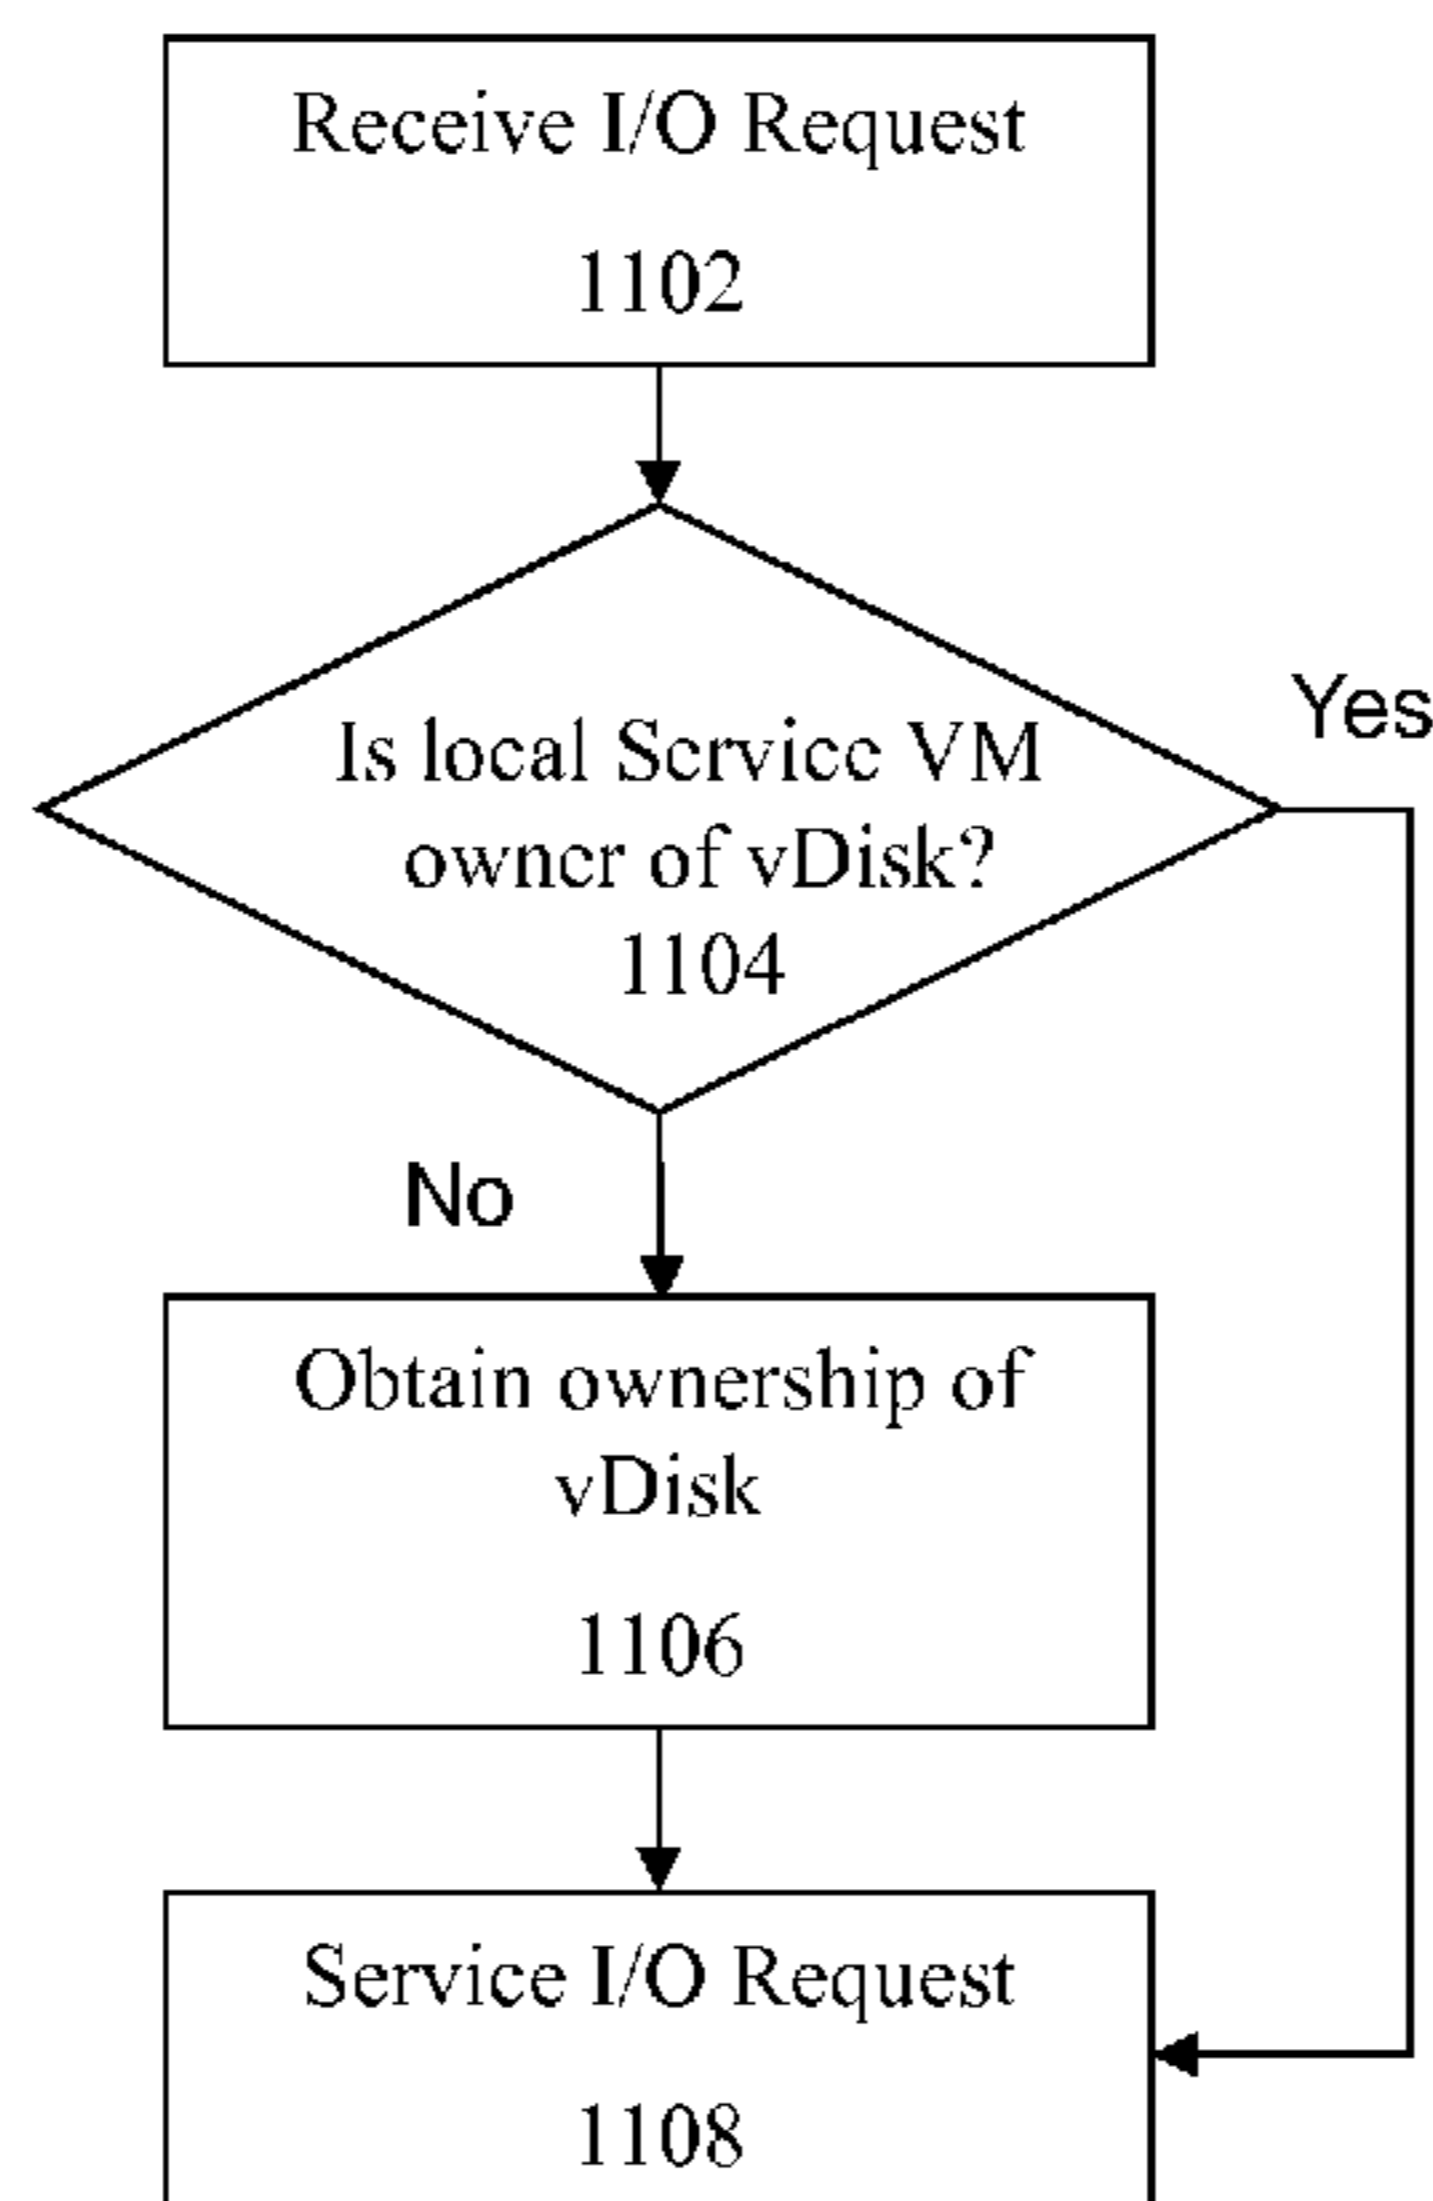 Receive I/O Request
1102
Is local Service VM
Yes
owner of vDisk?
1104
No
Obtain ownership of
vDisk
1106
Service I/O Request
1108